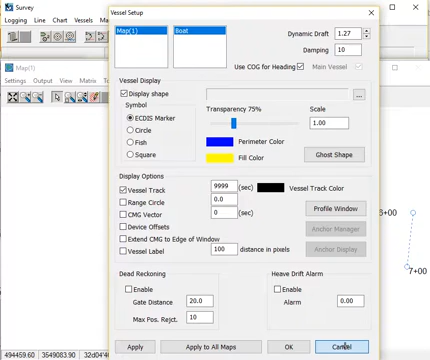 Survey
Logging Chart Vessels
Map(1)
Settings Output View Matrix
Vessel Setup
Map(1)
Boat
Dynamic Draft 1.27
Damping 10
Use COG for Heading Main Vessel
Vessel Display
Display shape ...
Symbol
ECDIS Marker
Circle
Fish
Square
Transparency 75%
Scale
1.00
Perimeter Color
Fill Color
Ghost Shape
Display Options
Vessel Track 9999 (sec) Vessel Track Color
Range Circle 0.0
CMG Vector 0 (sec)
Device Offsets
Extend CMG to Edge of Window
Vessel Label 100 distance in pixels
Profile Window
Anchor Manager
Anchor Display
Dead Reckoning
Enable
Gate Distance 20.0
Max Pos. Rejct. 10
Heave Drift Alarm
Enable
Alarm 0.00
Apply Apply to All Maps OK Cancel
6+00
7+00
494459.60 3549083.90